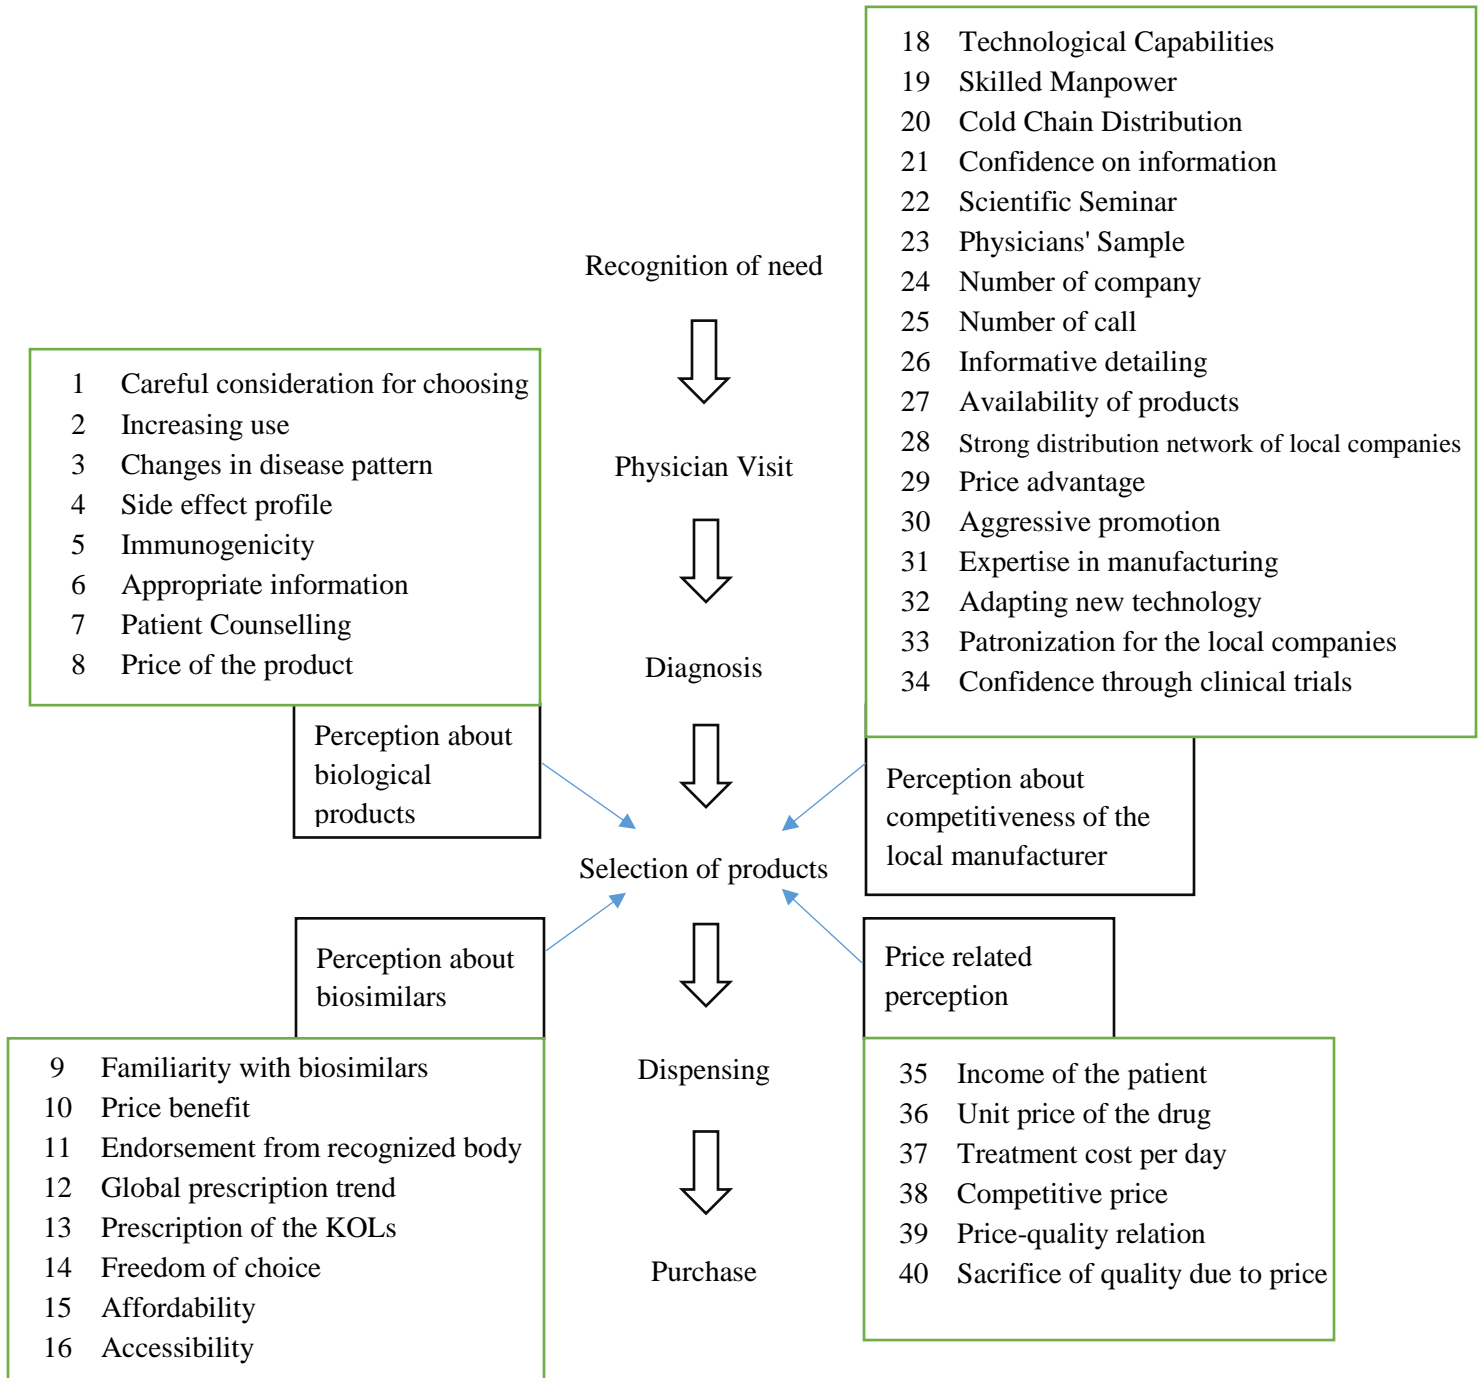 18 Technological Capabilities
19 Skilled Manpower
20 Cold Chain Distribution
21 Confidence on information
22 Scientific Seminar
23 Physicians' Sample
24 Number of company
25 Number of call
26 Informative detailing
27 Availability of products
28 Strong distribution network of local companies
29 Price advantage
30 Aggressive promotion
31 Expertise in manufacturing
32 Adapting new technology
33 Patronization for the local companies
34 Confidence through clinical trials
Recognition of need
Physician Visit
Diagnosis
1 Careful consideration for choosing
2 Increasing use
3 Changes in disease pattern
4 Side effect profile
5 Immunogenicity
6 Appropriate information
7 Patient Counselling
8 Price of the product
Perception about
biological
products
Perception about
competitiveness of the
local manufacturer
Selection of products
Perception about
biosimilars
Price related
perception
Dispensing
Purchase
9 Familiarity with biosimilars
10 Price benefit
11 Endorsement from recognized body
12 Global prescription trend
13 Prescription of the KOLs
14 Freedom of choice
15 Affordability
16 Accessibility
35 Income of the patient
36 Unit price of the drug
37 Treatment cost per day
38 Competitive price
39 Price-quality relation
40 Sacrifice of quality due to price